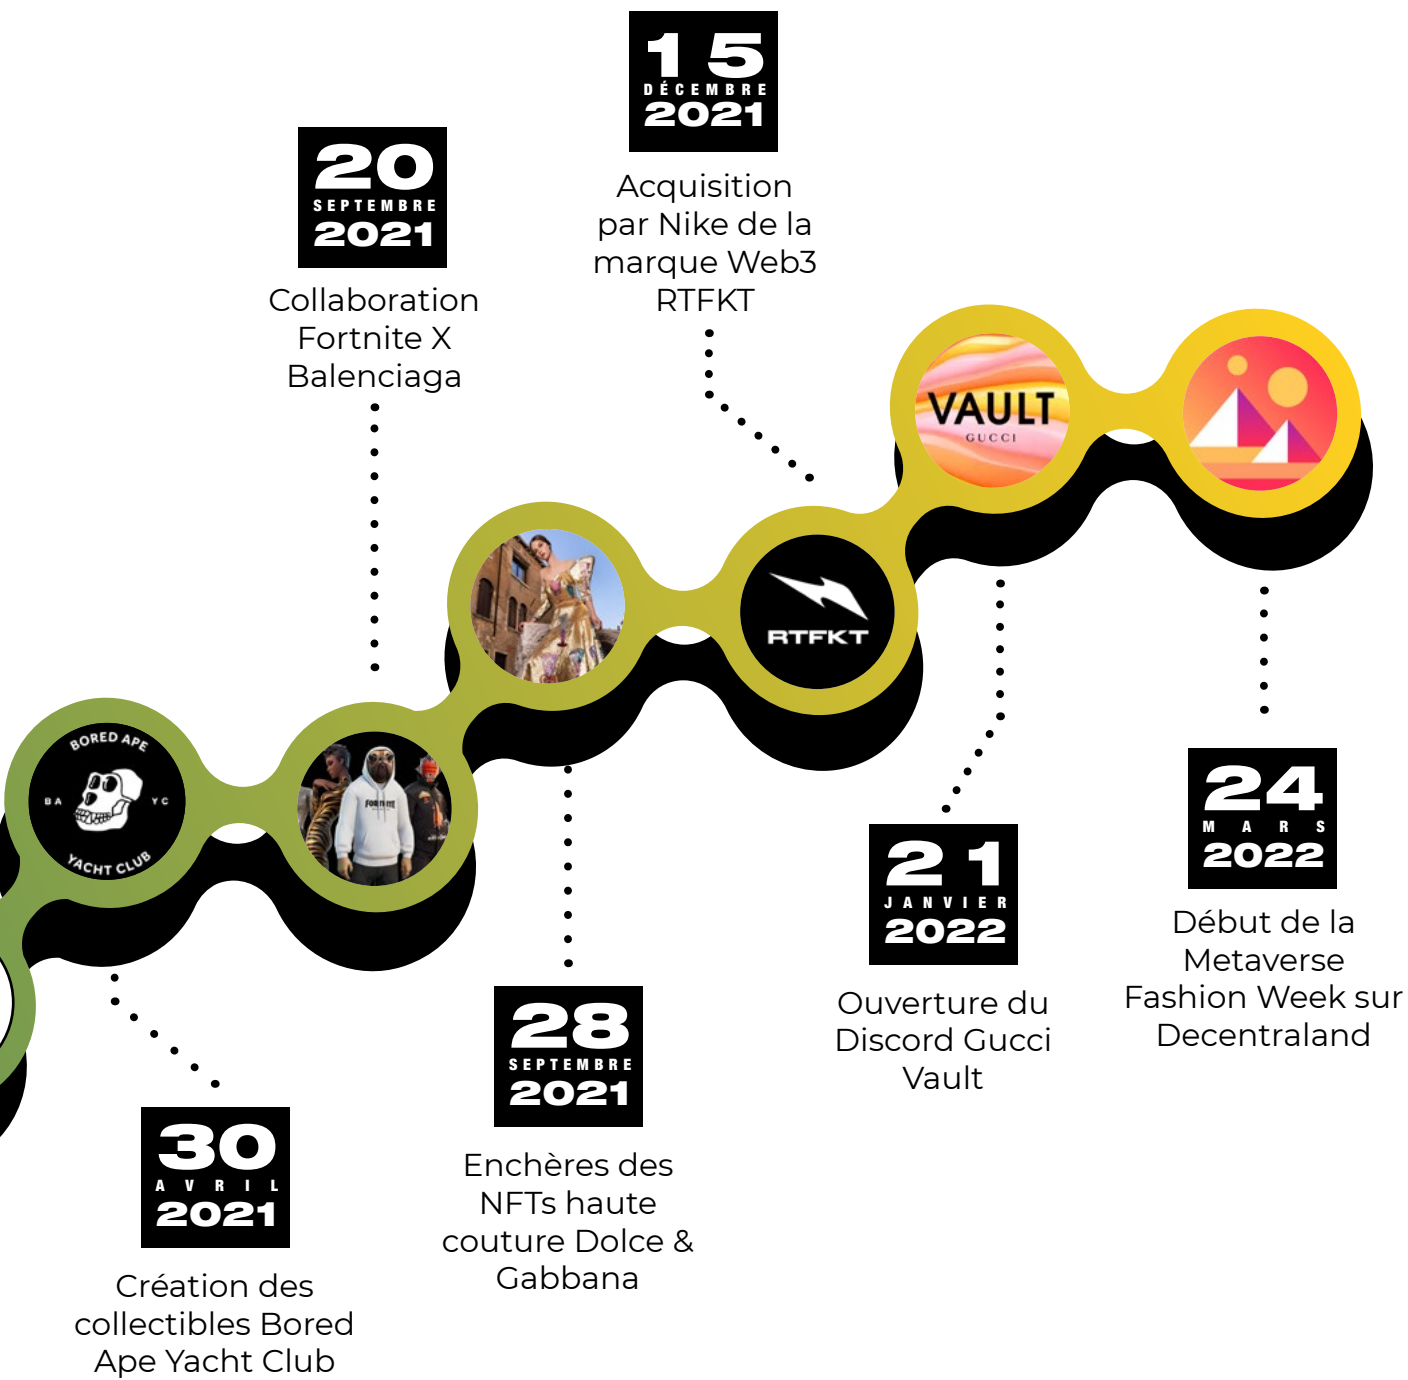 15
DÉCEMBRE
2021
Acquisition
par Nike de la
marque Web3
RTFKT
20
SEPTEMBRE
2021
Collaboration
Fortnite X
Balenciaga
VAULT
GUCCI
RTFKT
BORED APE
BA YC
YACHT CLUB
FORTNITE
30
AVRIL
2021
Création des
collectibles Bored
Ape Yacht Club
28
SEPTEMBRE
2021
Enchères des
NFTs haute
couture Dolce &
Gabbana
21
JANVIER
2022
Ouverture du
Discord Gucci
Vault
24
MARS
2022
Début de la
Metaverse
Fashion Week sur
Decentraland